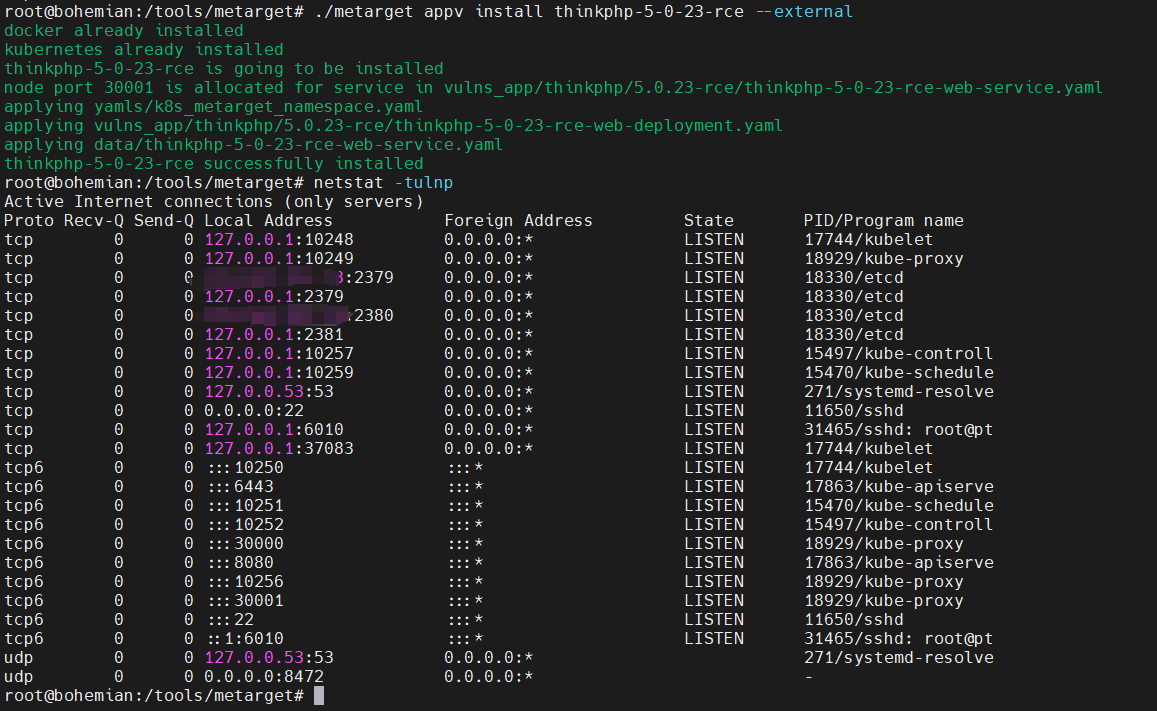 root@bohemian:/tools/metarget# ./metarget appv install thinkphp-5-0-23-rce --external
docker already installed
kubernetes already installed
thinkphp-5-0-23-rce is going to be installed
node port 30001 is allocated for service in vulns_app/thinkphp/5.0.23-rce/thinkphp-5-0-23-rce-web-service.yaml
applying yamls/k8s_metarget_namespace.yaml
applying vulns_app/thinkphp/5.0.23-rce/thinkphp-5-0-23-rce-web-deployment.yaml
applying data/thinkphp-5-0-23-rce-web-service.yaml
thinkphp-5-0-23-rce successfully installed
root@bohemian:/tools/metarget# netstat -tulnp
Active Internet connections (only servers)
Proto Recv-Q Send-Q Local Address           Foreign Address         State       PID/Program name
tcp        0      0 127.0.0.1:10248         0.0.0.0:*               LISTEN      17744/kubelet
tcp        0      0 127.0.0.1:10249         0.0.0.0:*               LISTEN      18929/kube-proxy
tcp        0      0 :2379         0.0.0.0:*               LISTEN      18330/etcd
tcp        0      0 127.0.0.1:2379          0.0.0.0:*               LISTEN      18330/etcd
tcp        0      0 :2380         0.0.0.0:*               LISTEN      18330/etcd
tcp        0      0 127.0.0.1:2381          0.0.0.0:*               LISTEN      18330/etcd
tcp        0      0 127.0.0.1:10257         0.0.0.0:*               LISTEN      15497/kube-controll
tcp        0      0 127.0.0.1:10259         0.0.0.0:*               LISTEN      15470/kube-schedule
tcp        0      0 127.0.0.53:53           0.0.0.0:*               LISTEN      271/systemd-resolve
tcp        0      0 0.0.0.0:22              0.0.0.0:*               LISTEN      11650/sshd
tcp        0      0 127.0.0.1:6010          0.0.0.0:*               LISTEN      31465/sshd: root@pt
tcp        0      0 127.0.0.1:37083         0.0.0.0:*               LISTEN      17744/kubelet
tcp6       0      0 :::10250                :::*                    LISTEN      17744/kubelet
tcp6       0      0 :::6443                 :::*                    LISTEN      17863/kube-apiserve
tcp6       0      0 :::10251                :::*                    LISTEN      15470/kube-schedule
tcp6       0      0 :::10252                :::*                    LISTEN      15497/kube-controll
tcp6       0      0 :::30000                :::*                    LISTEN      18929/kube-proxy
tcp6       0      0 :::8080                 :::*                    LISTEN      17863/kube-apiserve
tcp6       0      0 :::10256                :::*                    LISTEN      18929/kube-proxy
tcp6       0      0 :::30001                :::*                    LISTEN      18929/kube-proxy
tcp6       0      0 :::22                   :::*                    LISTEN      11650/sshd
tcp6       0      0 ::1:6010                :::*                    LISTEN      31465/sshd: root@pt
udp        0      0 127.0.0.53:53           0.0.0.0:*                           271/systemd-resolve
udp        0      0 0.0.0.0:8472            0.0.0.0:*                           -
root@bohemian:/tools/metarget#